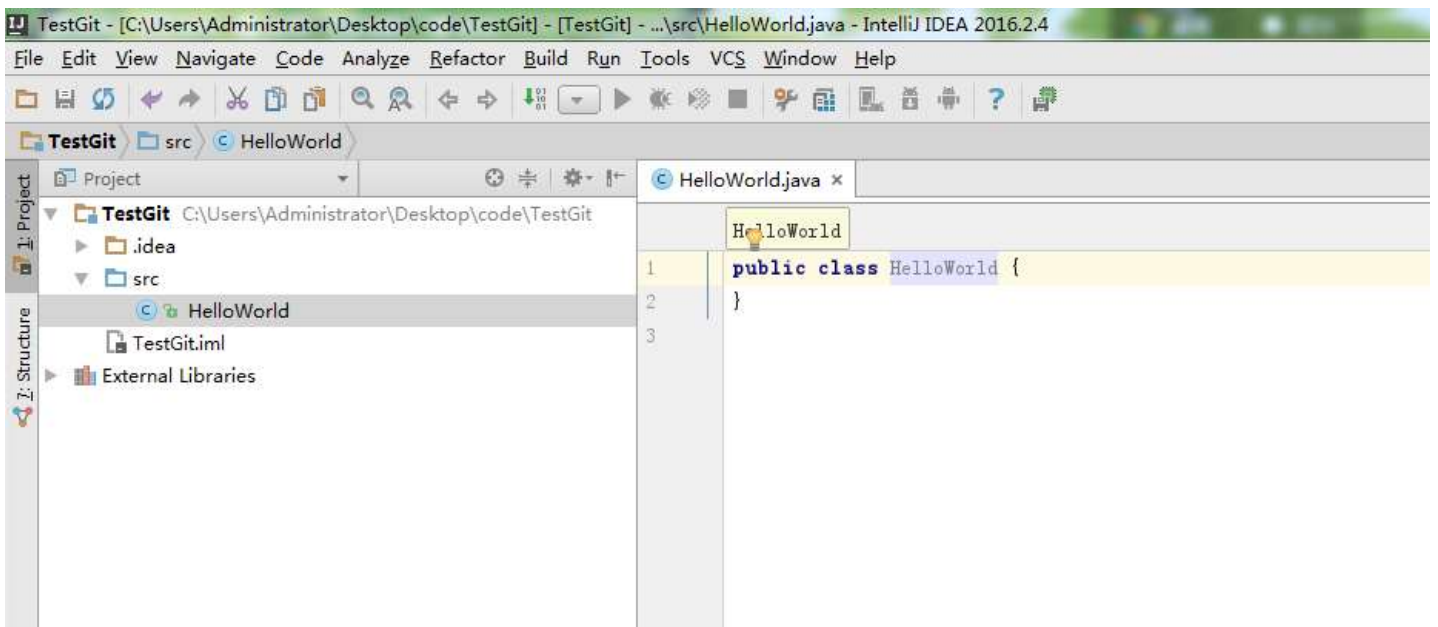 TestGit - [C:\Users\Administrator\Desktop\code\TestGit] - [TestGit] - ...\src\HelloWorld.java - IntelliJ IDEA 2016.2.4
File Edit View Navigate Code Analyze Refactor Build Run Tools VCS Window Help
TestGit src HelloWorld
1: Project
7: Structure
Project
TestGit C:\Users\Administrator\Desktop\code\TestGit
.idea
src
HelloWorld
TestGit.iml
External Libraries
HelloWorld.java
HelloWorld
1 public class HelloWorld {
2 }
3